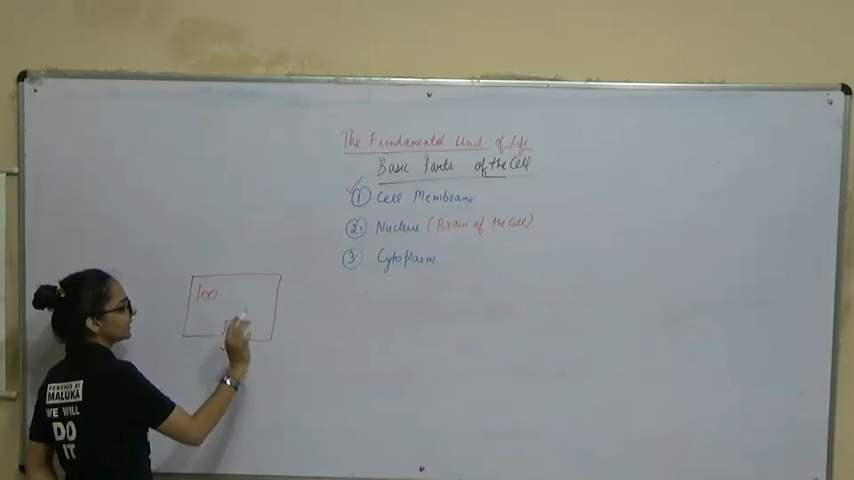 The Fundamental Unit of Life
Basic Parts of the Cell
1 Cell Membrane
2. Nucleus (Brain of the Cell)
3. Cytoplasm
100
POWERED BY
MALUKA
WE WILL
DO
IT